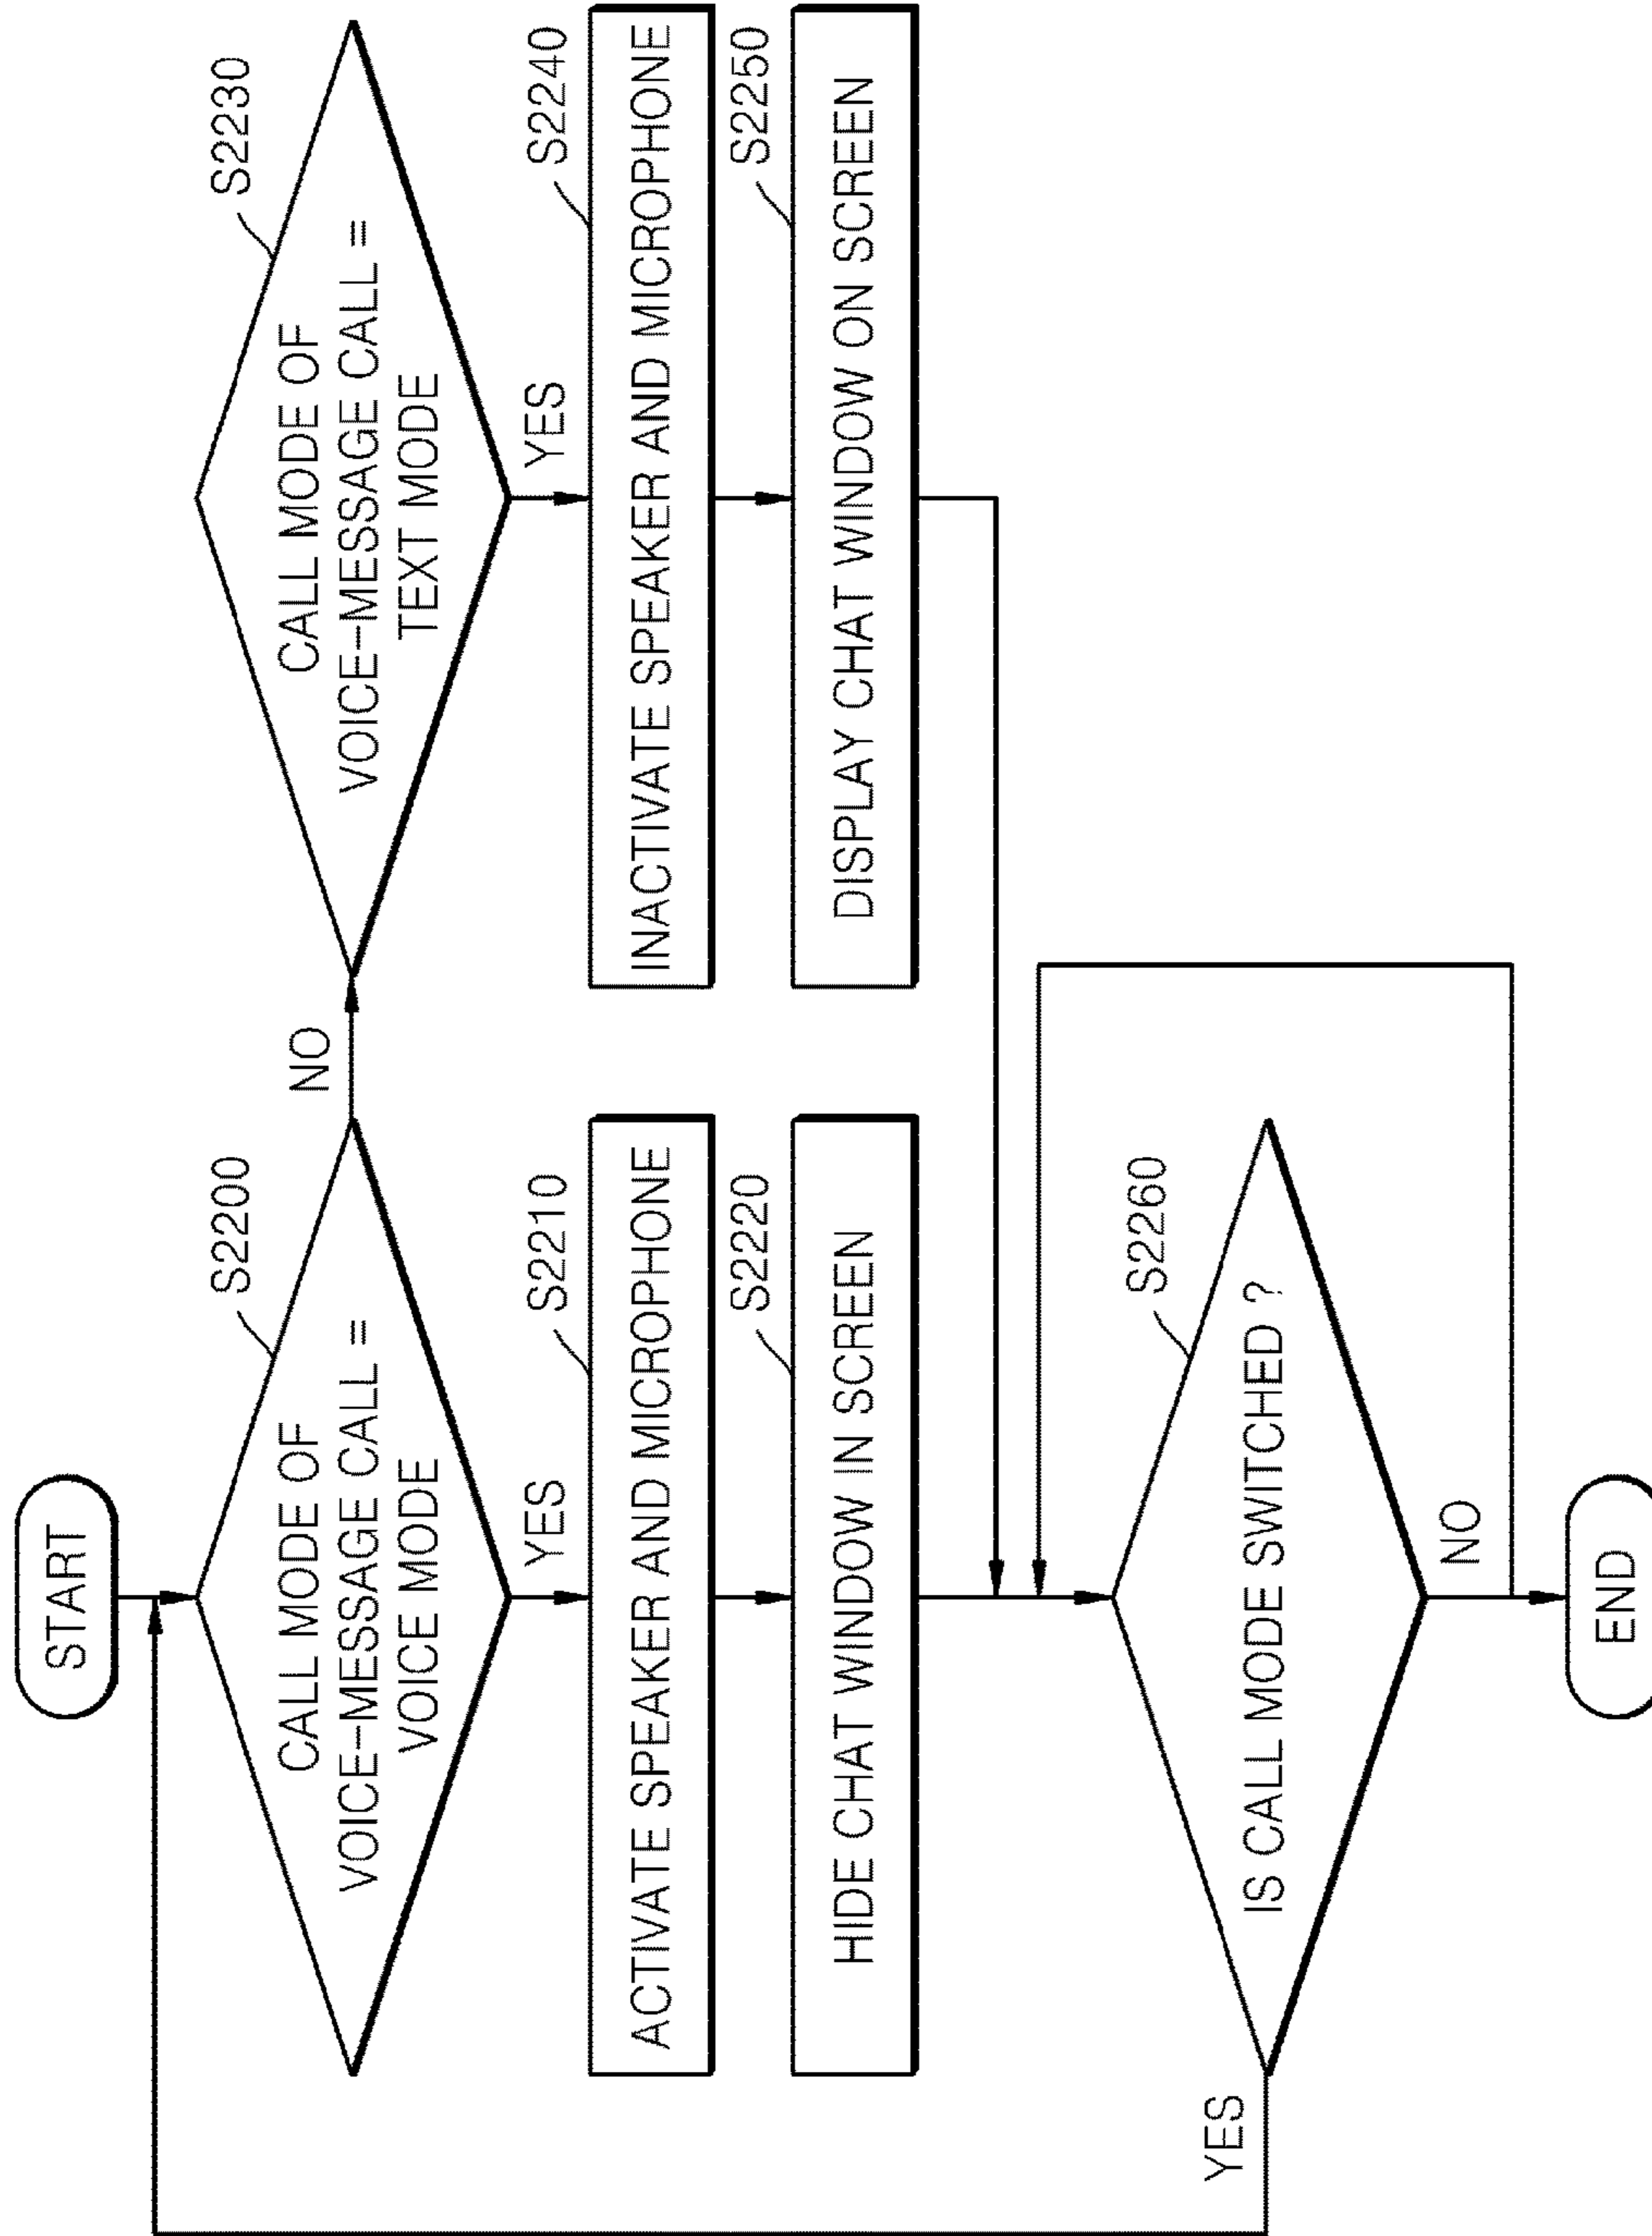 START
S2200
CALL MODE OF
VOICE-MESSAGE CALL =
VOICE MODE
NO
S2230
CALL MODE OF
VOICE-MESSAGE CALL =
TEXT MODE
YES
S2210
ACTIVATE SPEAKER AND MICROPHONE
YES
S2240
INACTIVATE SPEAKER AND MICROPHONE
S2220
HIDE CHAT WINDOW IN SCREEN
S2250
DISPLAY CHAT WINDOW ON SCREEN
S2260
IS CALL MODE SWITCHED ?
YES
NO
END